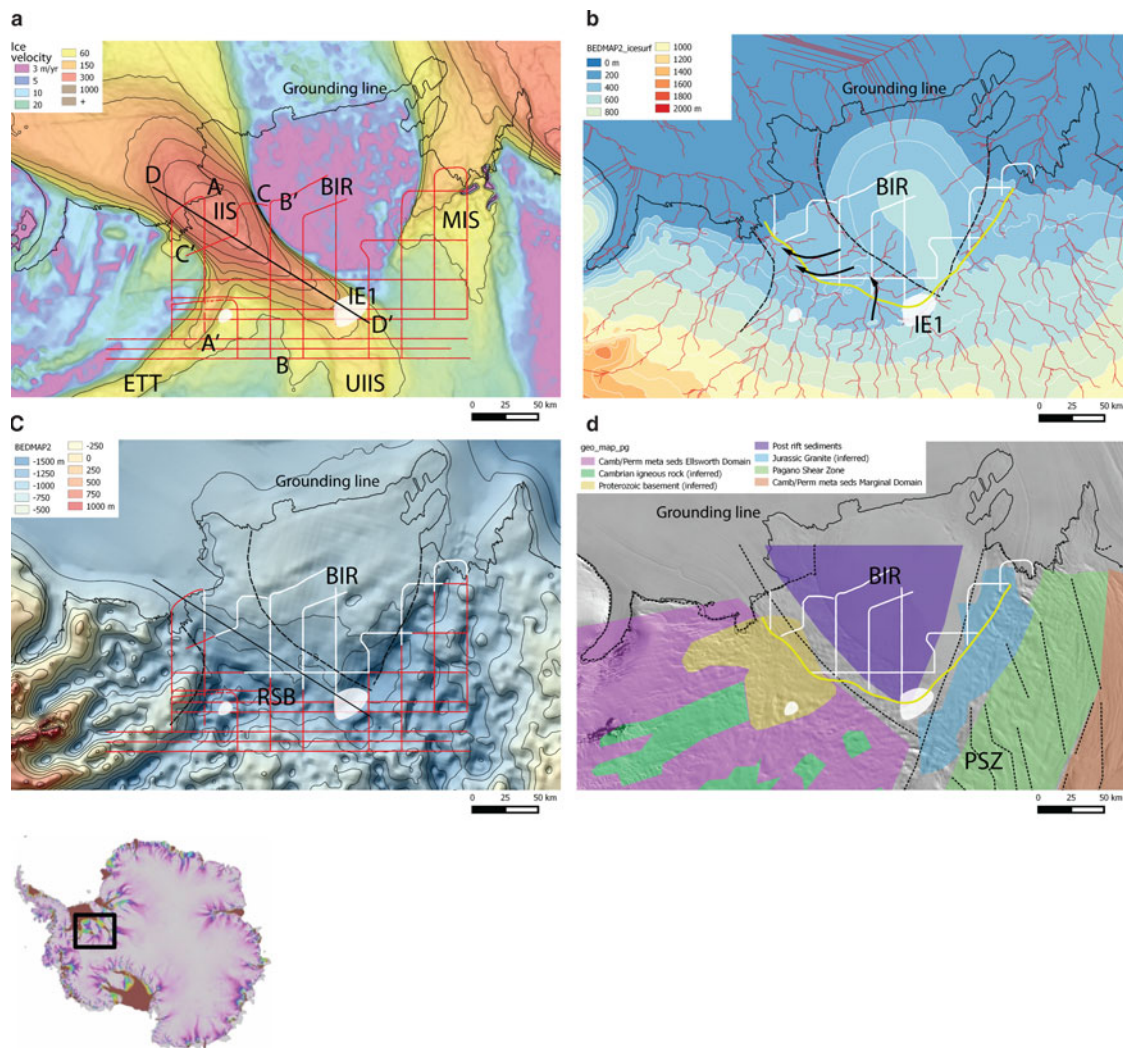 a
Ice
velocity
3 m/yr
5
10
20
60
150
300
1000
+
Grounding line
D
A
IIS
C
B'
BIR
MIS
C'
IE1
D'
A'
B
ETT
UIIS
0 25 50 km
b
BEDMAP2_icesurf
0 m
200
400
600
800
1000
1200
1400
1600
1800
2000 m
Grounding line
BIR
IE1
0 25 50 km
C
BEDMAP2
-1500 m
-1250
-1000
-750
-500
-250
0
250
500
750
1000 m
Grounding line
BIR
RSB
0 25 50 km
d
geo_map_pg
Camb/Perm meta seds Ellsworth Domain
Cambrian igneous rock (inferred)
Proterozoic basement (inferred)
Post rift sediments
Jurassic Granite (inferred)
Pagano Shear Zone
Camb/Perm meta seds Marginal Domain
Grounding line
BIR
PSZ
0 25 50 km